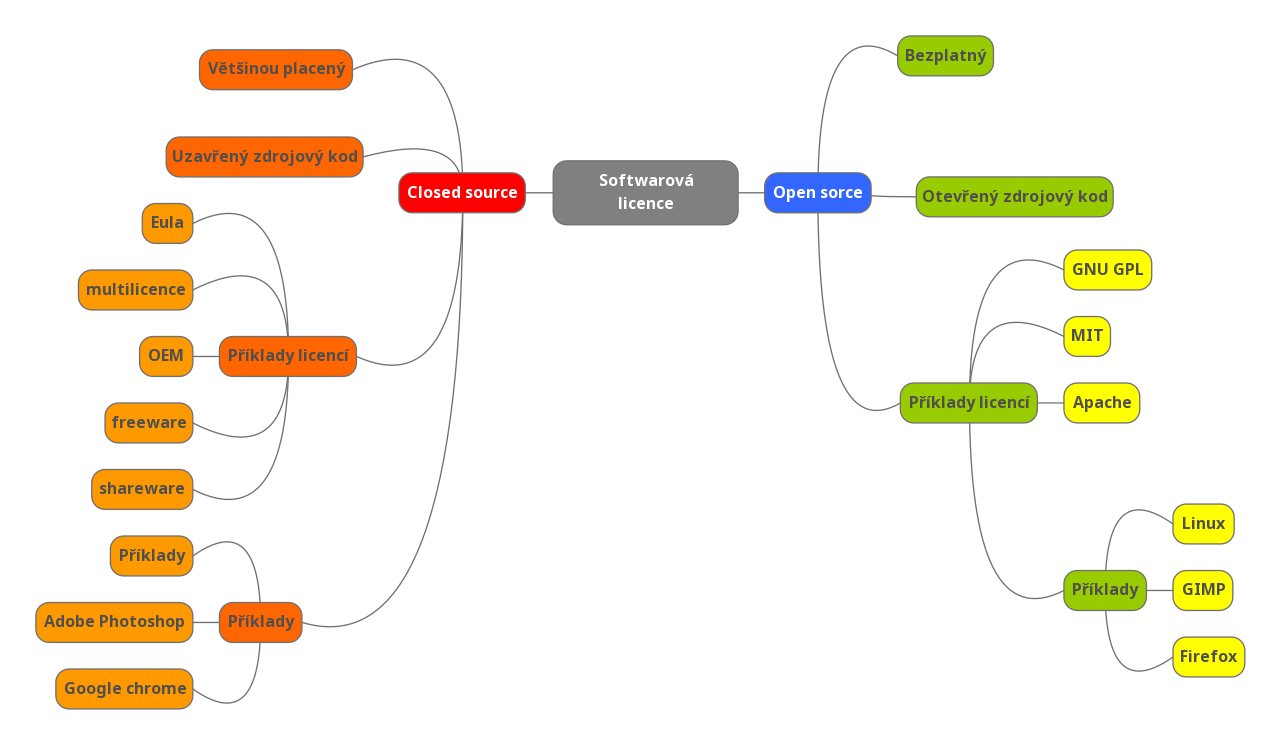 Softwarová
licence
Closed source
Většinou placený
Uzavřený zdrojový kod
Příklady licencí
Eula
multilicence
OEM
freeware
shareware
Příklady
Příklady
Adobe Photoshop
Google chrome
Open sorce
Bezplatný
Otevřený zdrojový kod
Příklady licencí
GNU GPL
MIT
Apache
Příklady
Linux
GIMP
Firefox